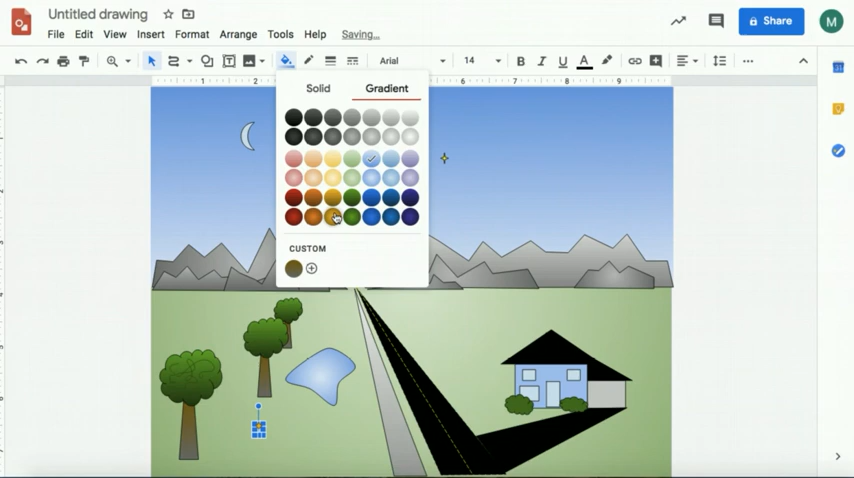 Untitled drawing
File Edit View Insert Format Arrange Tools Help Saving...
Share
M
Arial 14 B I U A
1 2 6 7 8 9
Solid Gradient
CUSTOM